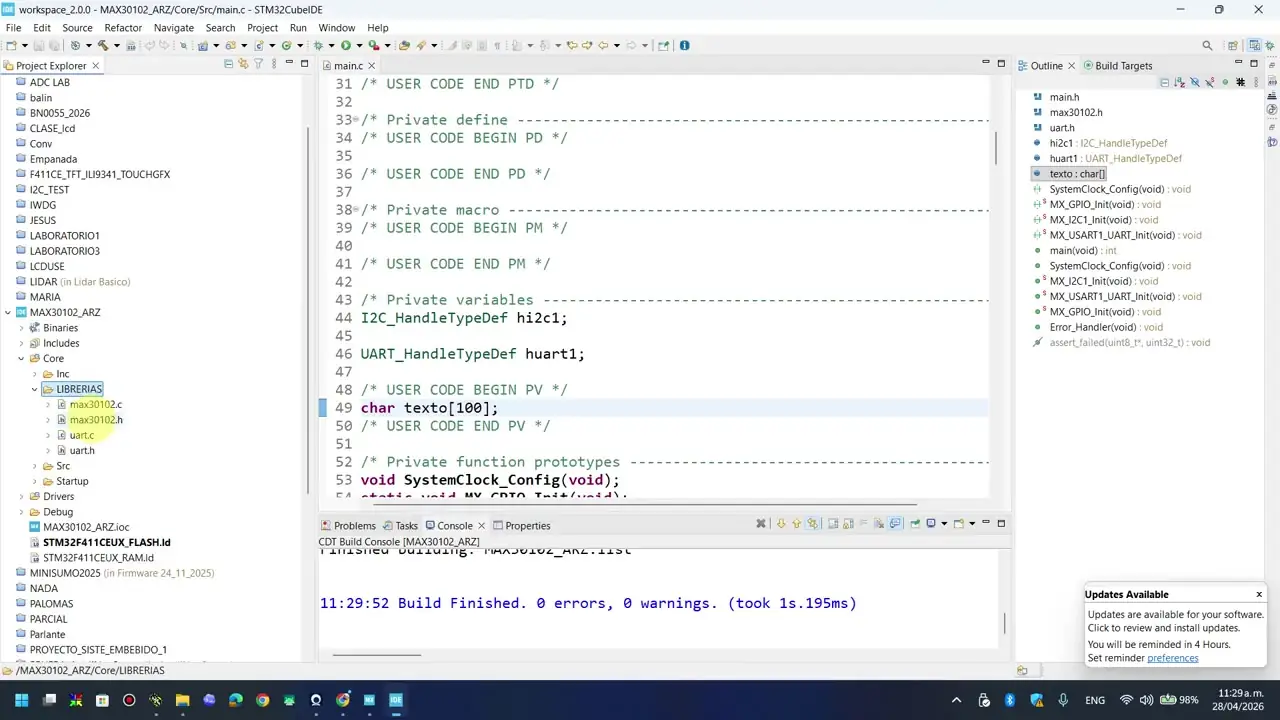 workspace_2.0.0 - MAX30102_ARZ/Core/Src/main.c - STM32CubeIDE
File Edit Source Refactor Navigate Search Project Run Window Help
Project Explorer
ADC LAB
balin
BN0055_2026
CLASE_lcd
Conv
Empanada
F411CE_TFT_ILI9341_TOUCHGFX
I2C_TEST
IWDG
JESUS
LABORATORIO1
LABORATORIO3
LCDUSE
LIDAR (in Lidar Basico)
MARIA
MAX30102_ARZ
Binaries
Includes
Core
Inc
LIBRERIAS
max30102.c
max30102.h
uart.c
uart.h
Src
Startup
Drivers
Debug
MAX30102_ARZ.ioc
STM32F411CEUX_FLASH.ld
STM32F411CEUX_RAM.ld
MINISUMO2025 (in Firmware 24_11_2025)
NADA
PALOMAS
PARCIAL
Parlante
PROYECTO_SISTE_EMBEBIDO_1
/MAX30102_ARZ/Core/LIBRERIAS
main.c
31 /* USER CODE END PTD */
32
33 /* Private define ------------------------------------------------
34 /* USER CODE BEGIN PD */
35
36 /* USER CODE END PD */
37
38 /* Private macro -------------------------------------------------
39 /* USER CODE BEGIN PM */
40
41 /* USER CODE END PM */
42
43 /* Private variables ---------------------------------------------
44 I2C_HandleTypeDef hi2c1;
45
46 UART_HandleTypeDef huart1;
47
48 /* USER CODE BEGIN PV */
49 char texto[100];
50 /* USER CODE END PV */
51
52 /* Private function prototypes -----------------------------------
53 void SystemClock_Config(void);
54 static void MX_GPIO_Init(void);
Problems Tasks Console Properties
CDT Build Console [MAX30102_ARZ]
Finished building: MAX30102_ARZ.list
11:29:52 Build Finished. 0 errors, 0 warnings. (took 1s.195ms)
Outline Build Targets
main.h
max30102.h
uart.h
hi2c1 : I2C_HandleTypeDef
huart1 : UART_HandleTypeDef
texto : char[]
SystemClock_Config(void) : void
MX_GPIO_Init(void) : void
MX_I2C1_Init(void) : void
MX_USART1_UART_Init(void) : void
main(void) : int
SystemClock_Config(void) : void
MX_I2C1_Init(void) : void
MX_USART1_UART_Init(void) : void
MX_GPIO_Init(void) : void
Error_Handler(void) : void
assert_failed(uint8_t*, uint32_t) : void
Updates Available x
Updates are available for your software.
Click to review and install updates.
You will be reminded in 4 Hours.
Set reminder preferences
ENG
98%
11:29 a. m.
28/04/2026